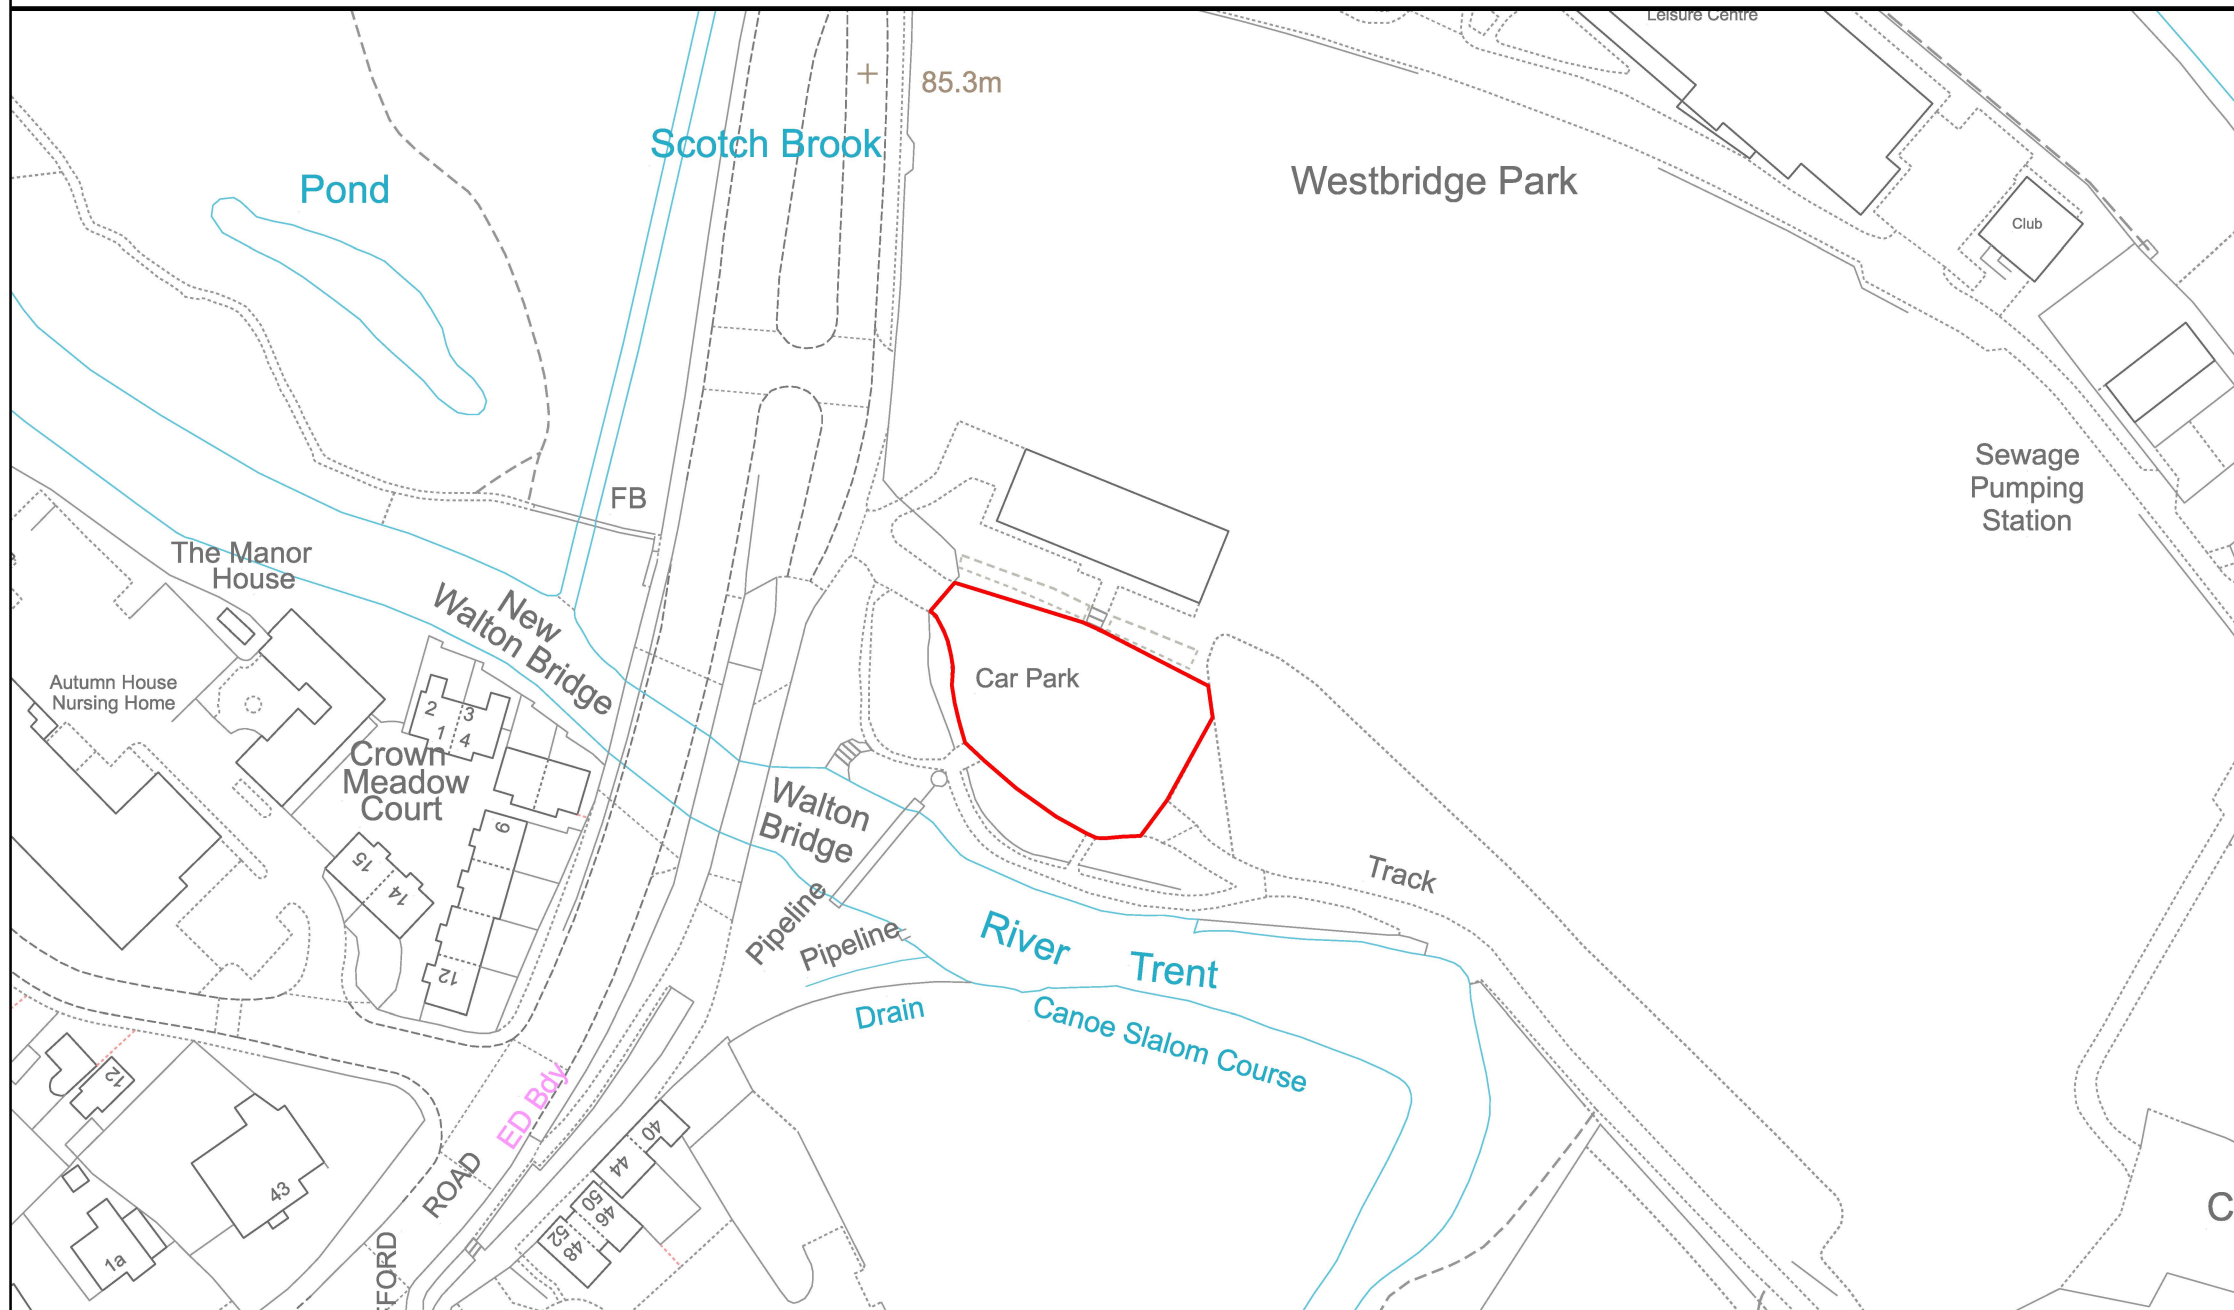 Leisure Centre
85.3m
Scotch Brook
Westbridge Park
Pond
Club
Sewage
Pumping
Station
FB
The Manor
House
New
Walton Bridge
Car Park
Autumn House
Nursing Home
2
3
1
4
Crown
Meadow
Court
Walton
Bridge
9
15
14
Track
Pipeline
Pipeline
River Trent
12
Drain
Canoe Slalom Course
12
ED Bdy
40
44
ROAD
43
50
46
52
48
1a
FORD
C